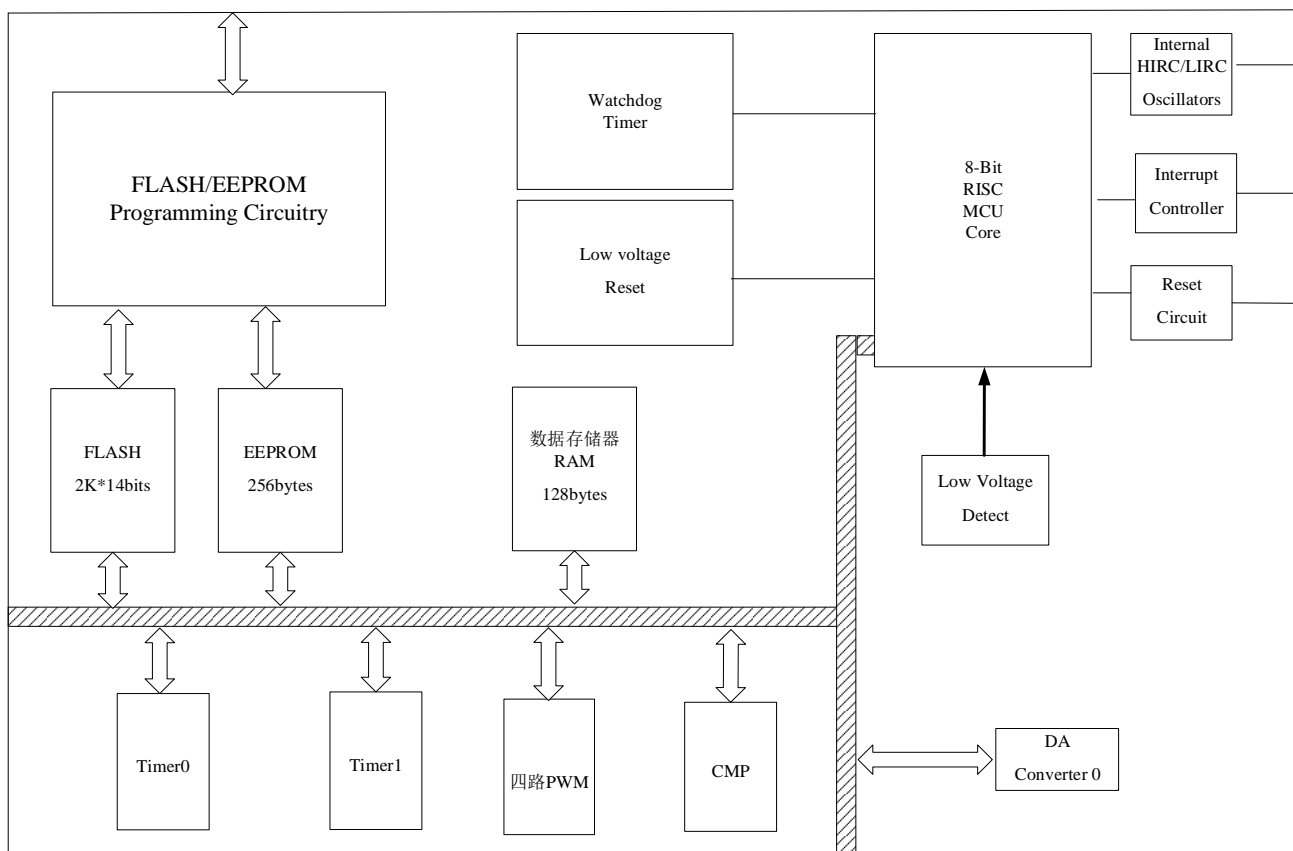 Internal
HIRC/LIRC
Oscillators
Watchdog
Timer
8-Bit
RISC
MCU
Core
FLASH/EEPROM
Programming Circuitry
Interrupt
Controller
Low voltage
Reset
Reset
Circuit
FLASH
2K*14bits
EEPROM
256bytes
数据存储器
RAM
128bytes
Low Voltage
Detect
Timer0
Timer1
四路PWM
CMP
DA
Converter 0